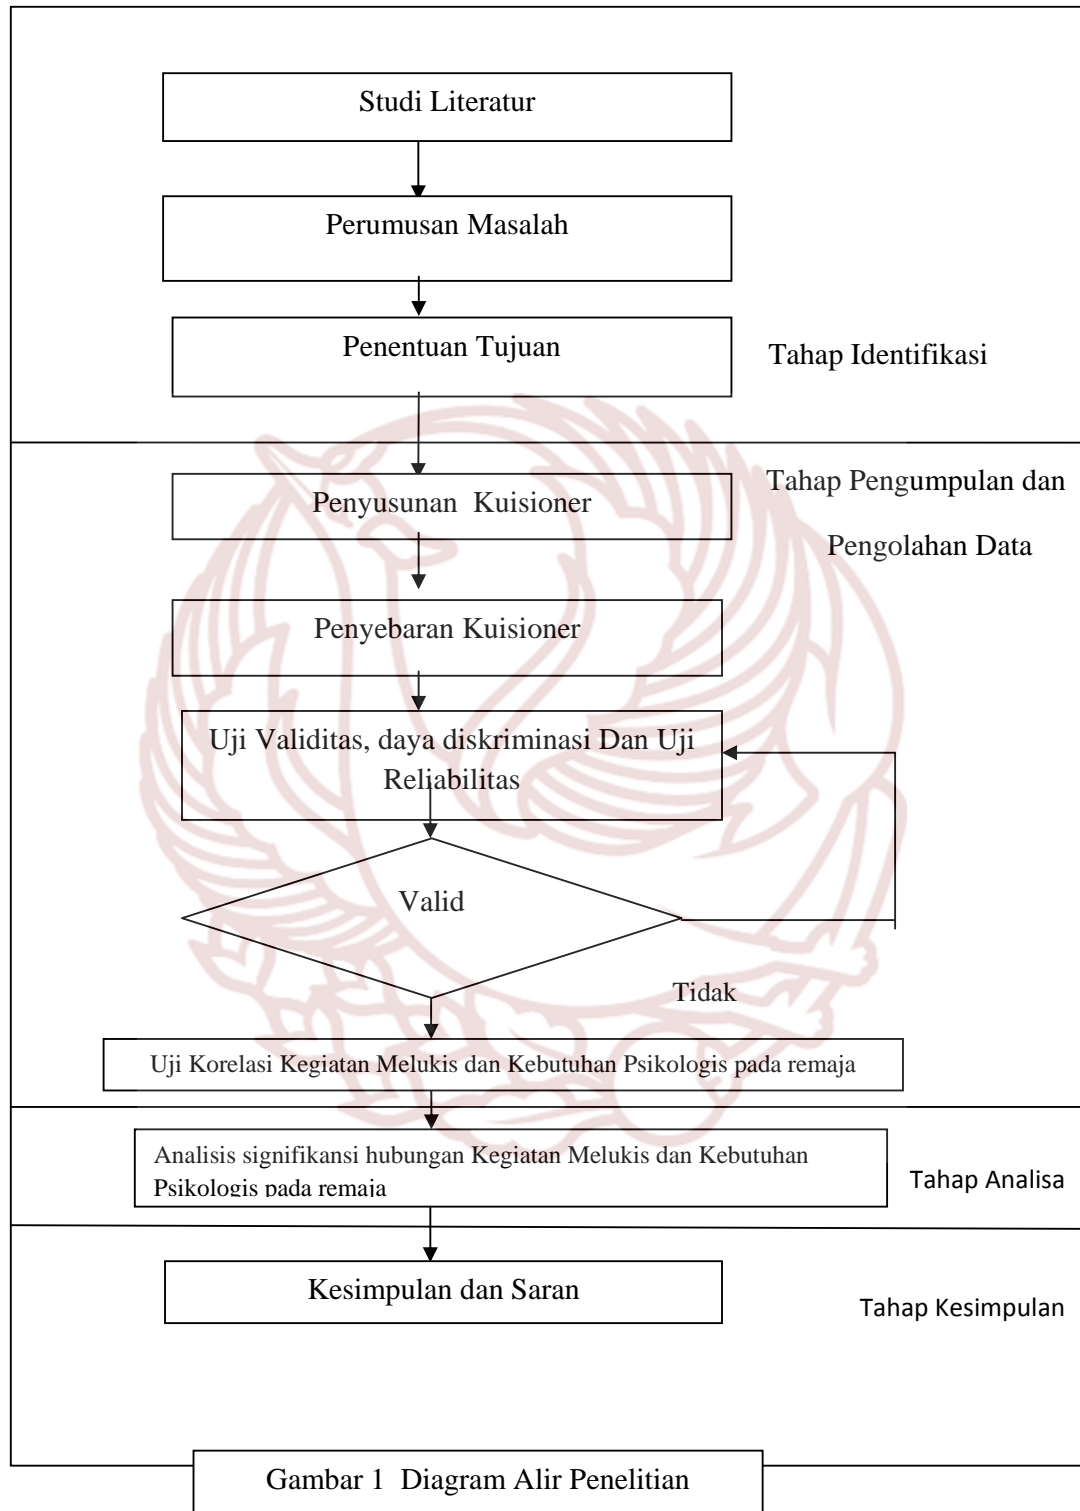 Studi Literatur
Perumusan Masalah
Penentuan Tujuan
Tahap Identifikasi
Tahap Pengumpulan dan
Pengolahan Data
Penyusunan Kuisioner
Penyebaran Kuisioner
Uji Validitas, daya diskriminasi Dan Uji
Reliabilitas
Valid
Tidak
Uji Korelasi Kegiatan Melukis dan Kebutuhan Psikologis pada remaja
Analisis signifikansi hubungan Kegiatan Melukis dan Kebutuhan
Psikologis pada remaja
Tahap Analisa
Kesimpulan dan Saran
Tahap Kesimpulan
Gambar 1 Diagram Alir Penelitian